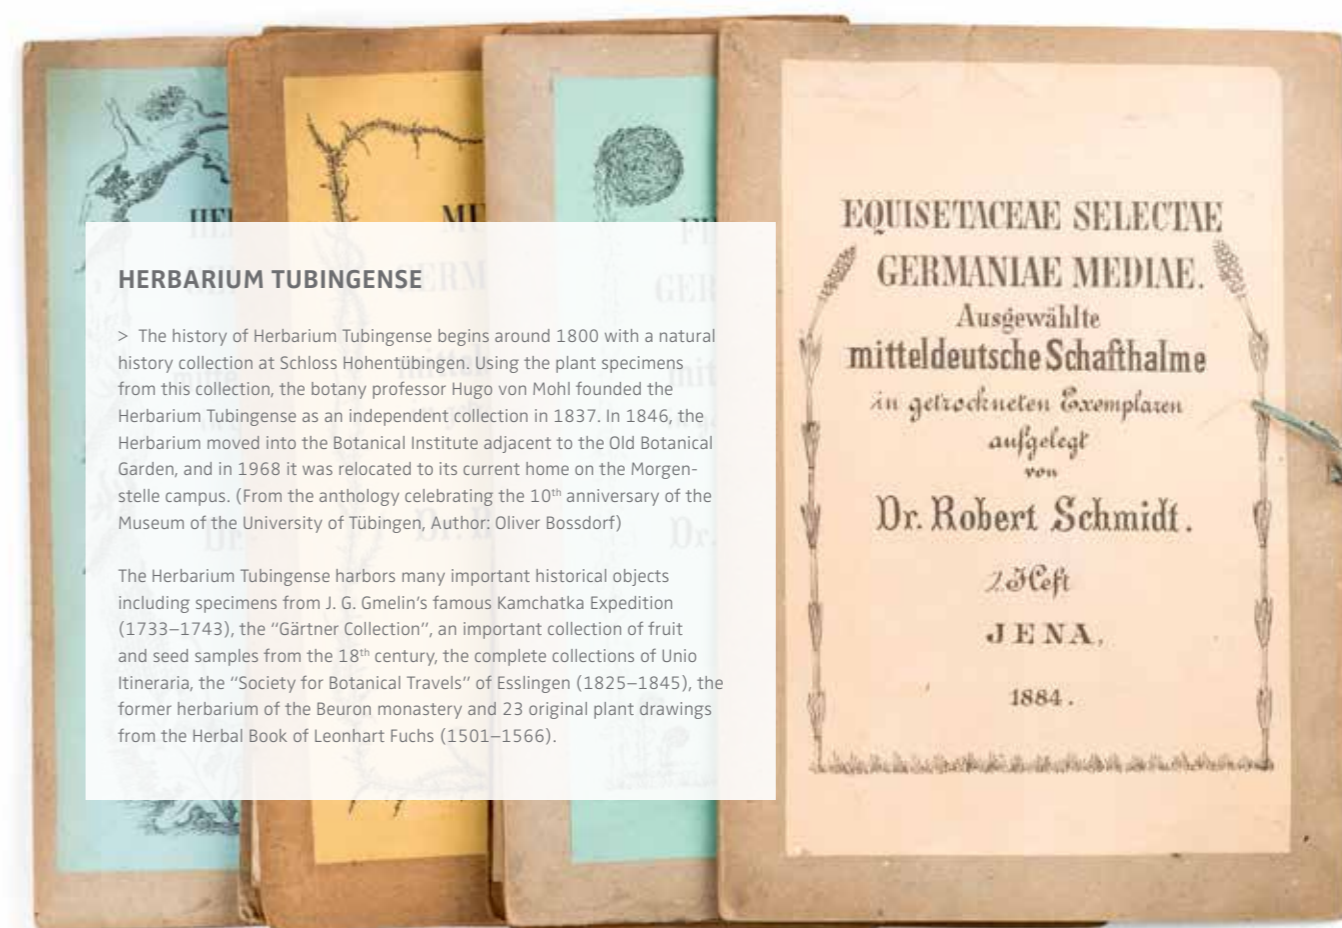 HERBARIUM TUBINGENSE
> The history of Herbarium Tubingense begins around 1800 with a natural
history collection at Schloss Hohentübingen. Using the plant specimens
from this collection, the botany professor Hugo von Mohl founded the
Herbarium Tubingense as an independent collection in 1837. In 1846, the
Herbarium moved into the Botanical Institute adjacent to the Old Botanical
Garden, and in 1968 it was relocated to its current home on the Morgen-
stelle campus. (From the anthology celebrating the 10th anniversary of the
Museum of the University of Tübingen, Author: Oliver Bossdorf)
The Herbarium Tubingense harbors many important historical objects
including specimens from J. G. Gmelin’s famous Kamchatka Expedition
(1733–1743), the “Gärtner Collection”, an important collection of fruit
and seed samples from the 18th century, the complete collections of Unio
Itineraria, the “Society for Botanical Travels” of Esslingen (1825–1845), the
former herbarium of the Beuron monastery and 23 original plant drawings
from the Herbal Book of Leonhart Fuchs (1501–1566).
EQUISETACEAE SELECTAE
GERMANIAE MEDIAE.
Ausgewählte
mitteldeutsche Schafthalme
in getrockneten Exemplaren
aufgelegt
von
Dr. Robert Schmidt.
2. Heft
JENA,
1884.